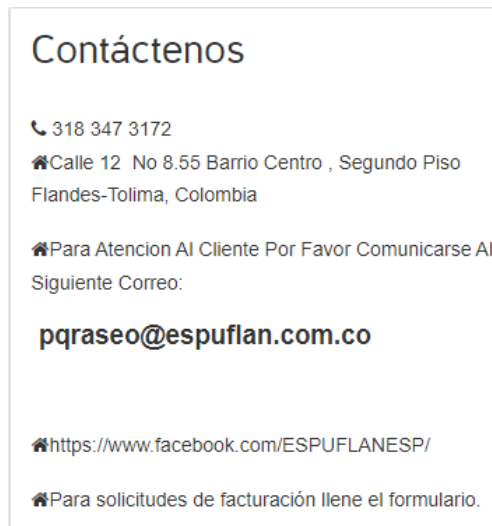 Contáctenos
318 347 3172
Calle 12 No 8.55 Barrio Centro , Segundo Piso
Flandes-Tolima, Colombia
Para Atencion Al Cliente Por Favor Comunicarse Al
Siguiente Correo:
pqraseo@espuflan.com.co
https://www.facebook.com/ESPUFLANESP/
Para solicitudes de facturación llene el formulario.